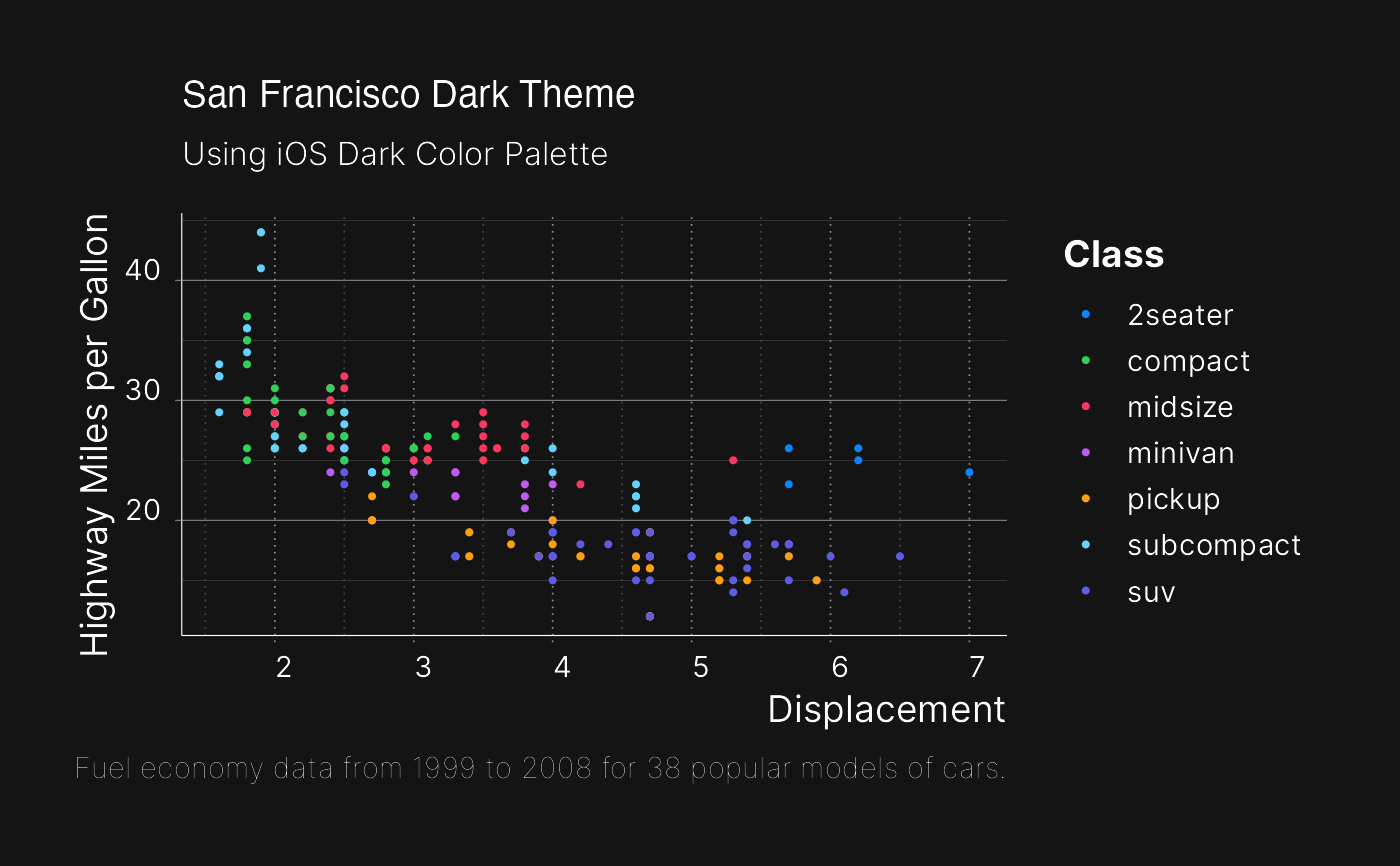 San Francisco Dark Theme
Using iOS Dark Color Palette
Highway Miles per Gallon
40
30
20
2 3 4 5 6 7
Displacement
Class
2seater
compact
midsize
minivan
pickup
subcompact
suv
Fuel economy data from 1999 to 2008 for 38 popular models of cars.